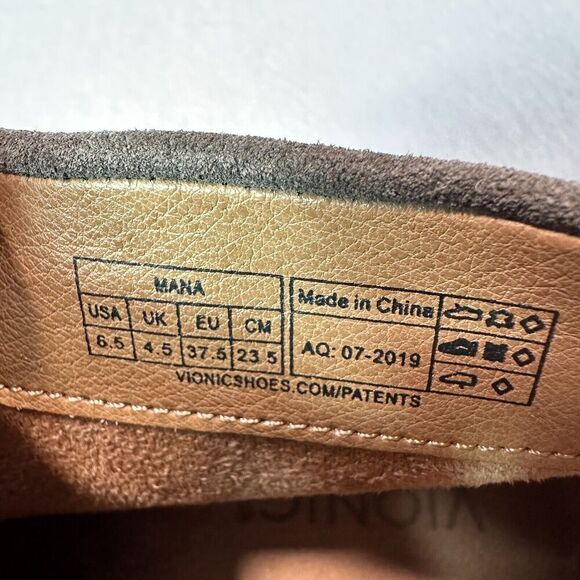 MANA
USA UK EU CM
6.5 4.5 37.5 23.5
Made in China
AQ: 07-2019
VIONICSHOES.COM/PATENTS
VIONIC